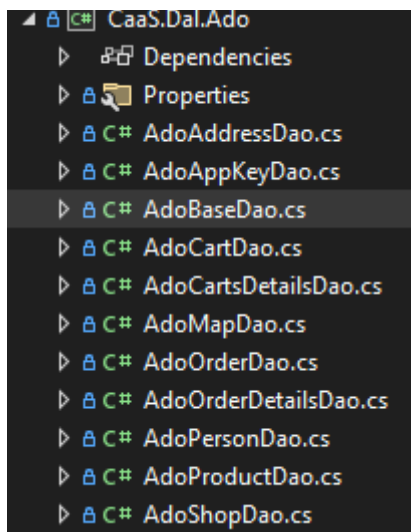 C# CaaS.Dal.Ado
Dependencies
Properties
C# AdoAddressDao.cs
C# AdoAppKeyDao.cs
C# AdoBaseDao.cs
C# AdoCartDao.cs
C# AdoCartsDetailsDao.cs
C# AdoMapDao.cs
C# AdoOrderDao.cs
C# AdoOrderDetailsDao.cs
C# AdoPersonDao.cs
C# AdoProductDao.cs
C# AdoShopDao.cs